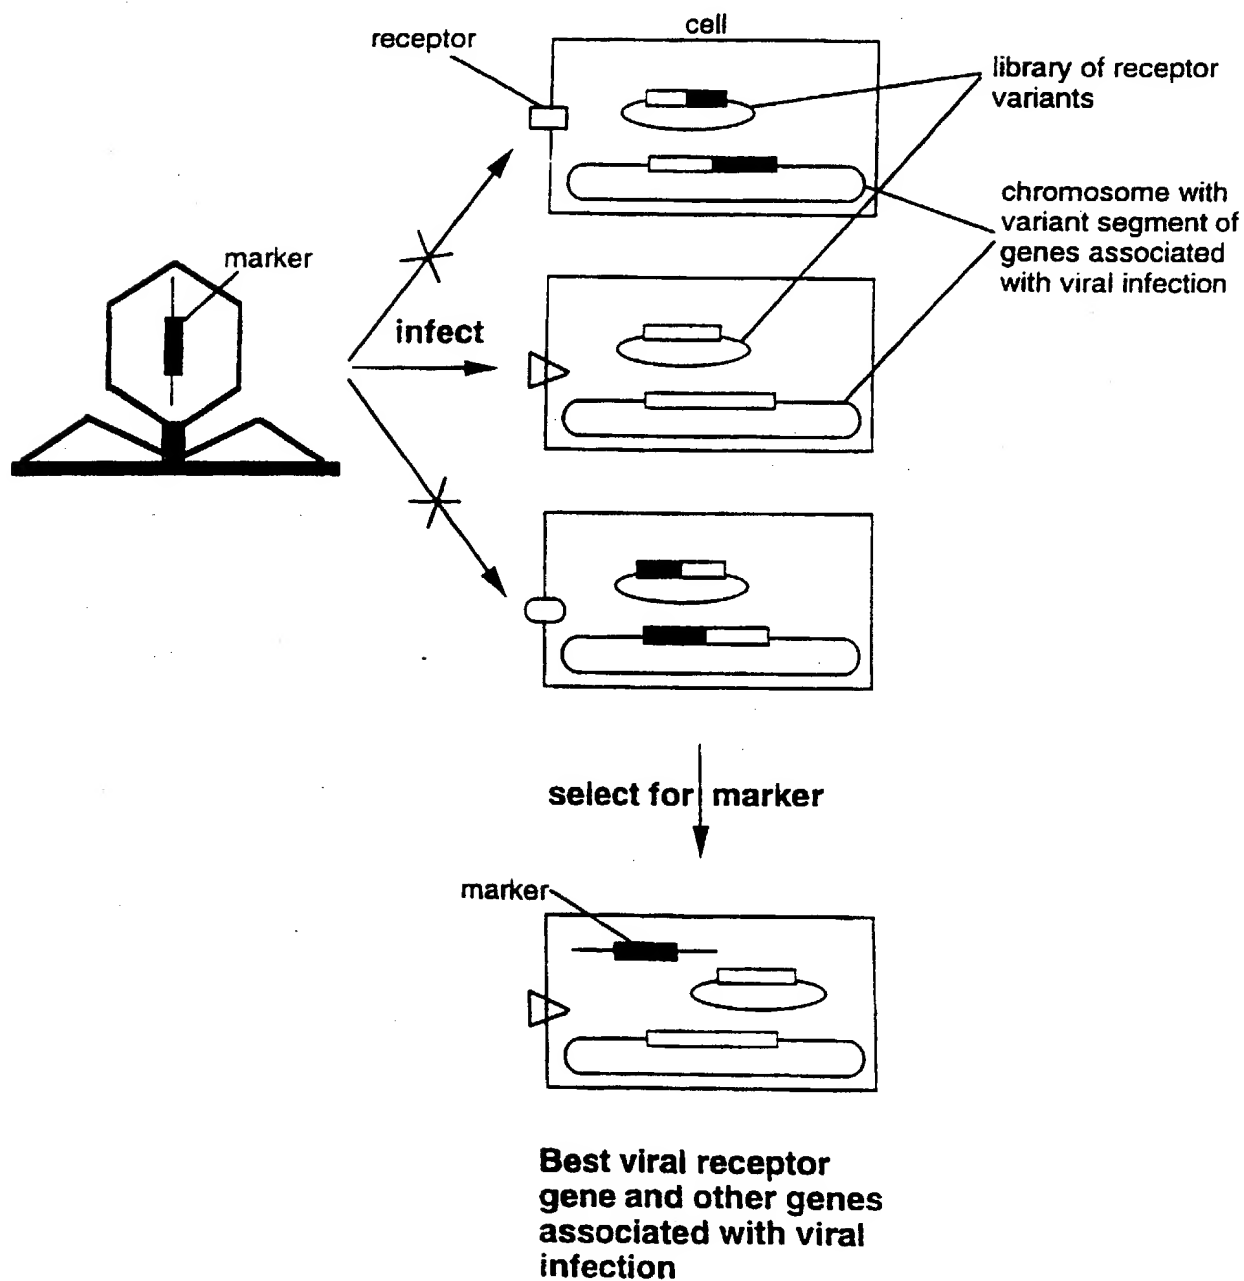 cell
receptor
library of receptor
variants
chromosome with
variant segment of
genes associated
with viral infection
marker
infect
select for marker
marker
Best viral receptor
gene and other genes
associated with viral
infection